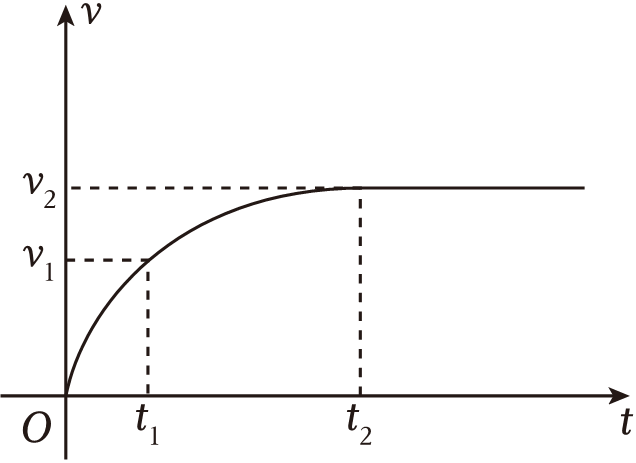 v
v₂
v₁
O
t₁
t₂
t